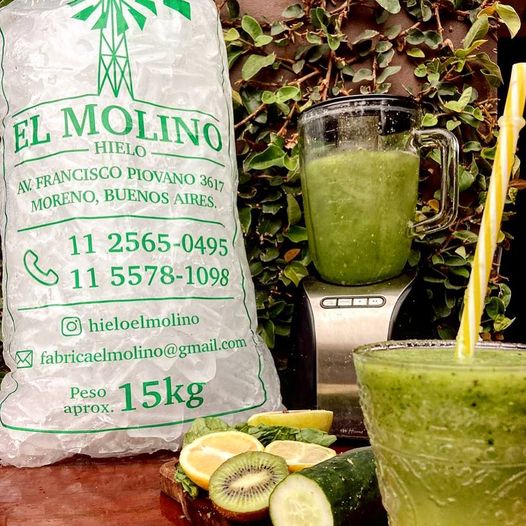 EL MOLINO
HIELO
AV. FRANCISCO PIOVANO 3617
MORENO, BUENOS AIRES.
11 2565-0495
11 5578-1098
hieloelmolino
fabricaelmolino@gmail.com
Peso
aprox. 15kg